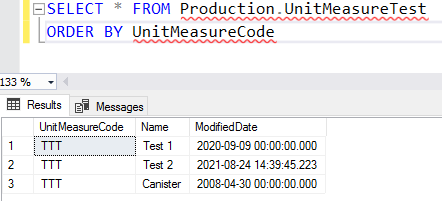 SELECT * FROM Production.UnitMeasureTest
ORDER BY UnitMeasureCode
133 %
Results Messages
UnitMeasureCode Name ModifiedDate
1 TTT Test 1 2020-09-09 00:00:00.000
2 TTT Test 2 2021-08-24 14:39:45.223
3 TTT Canister 2008-04-30 00:00:00.000